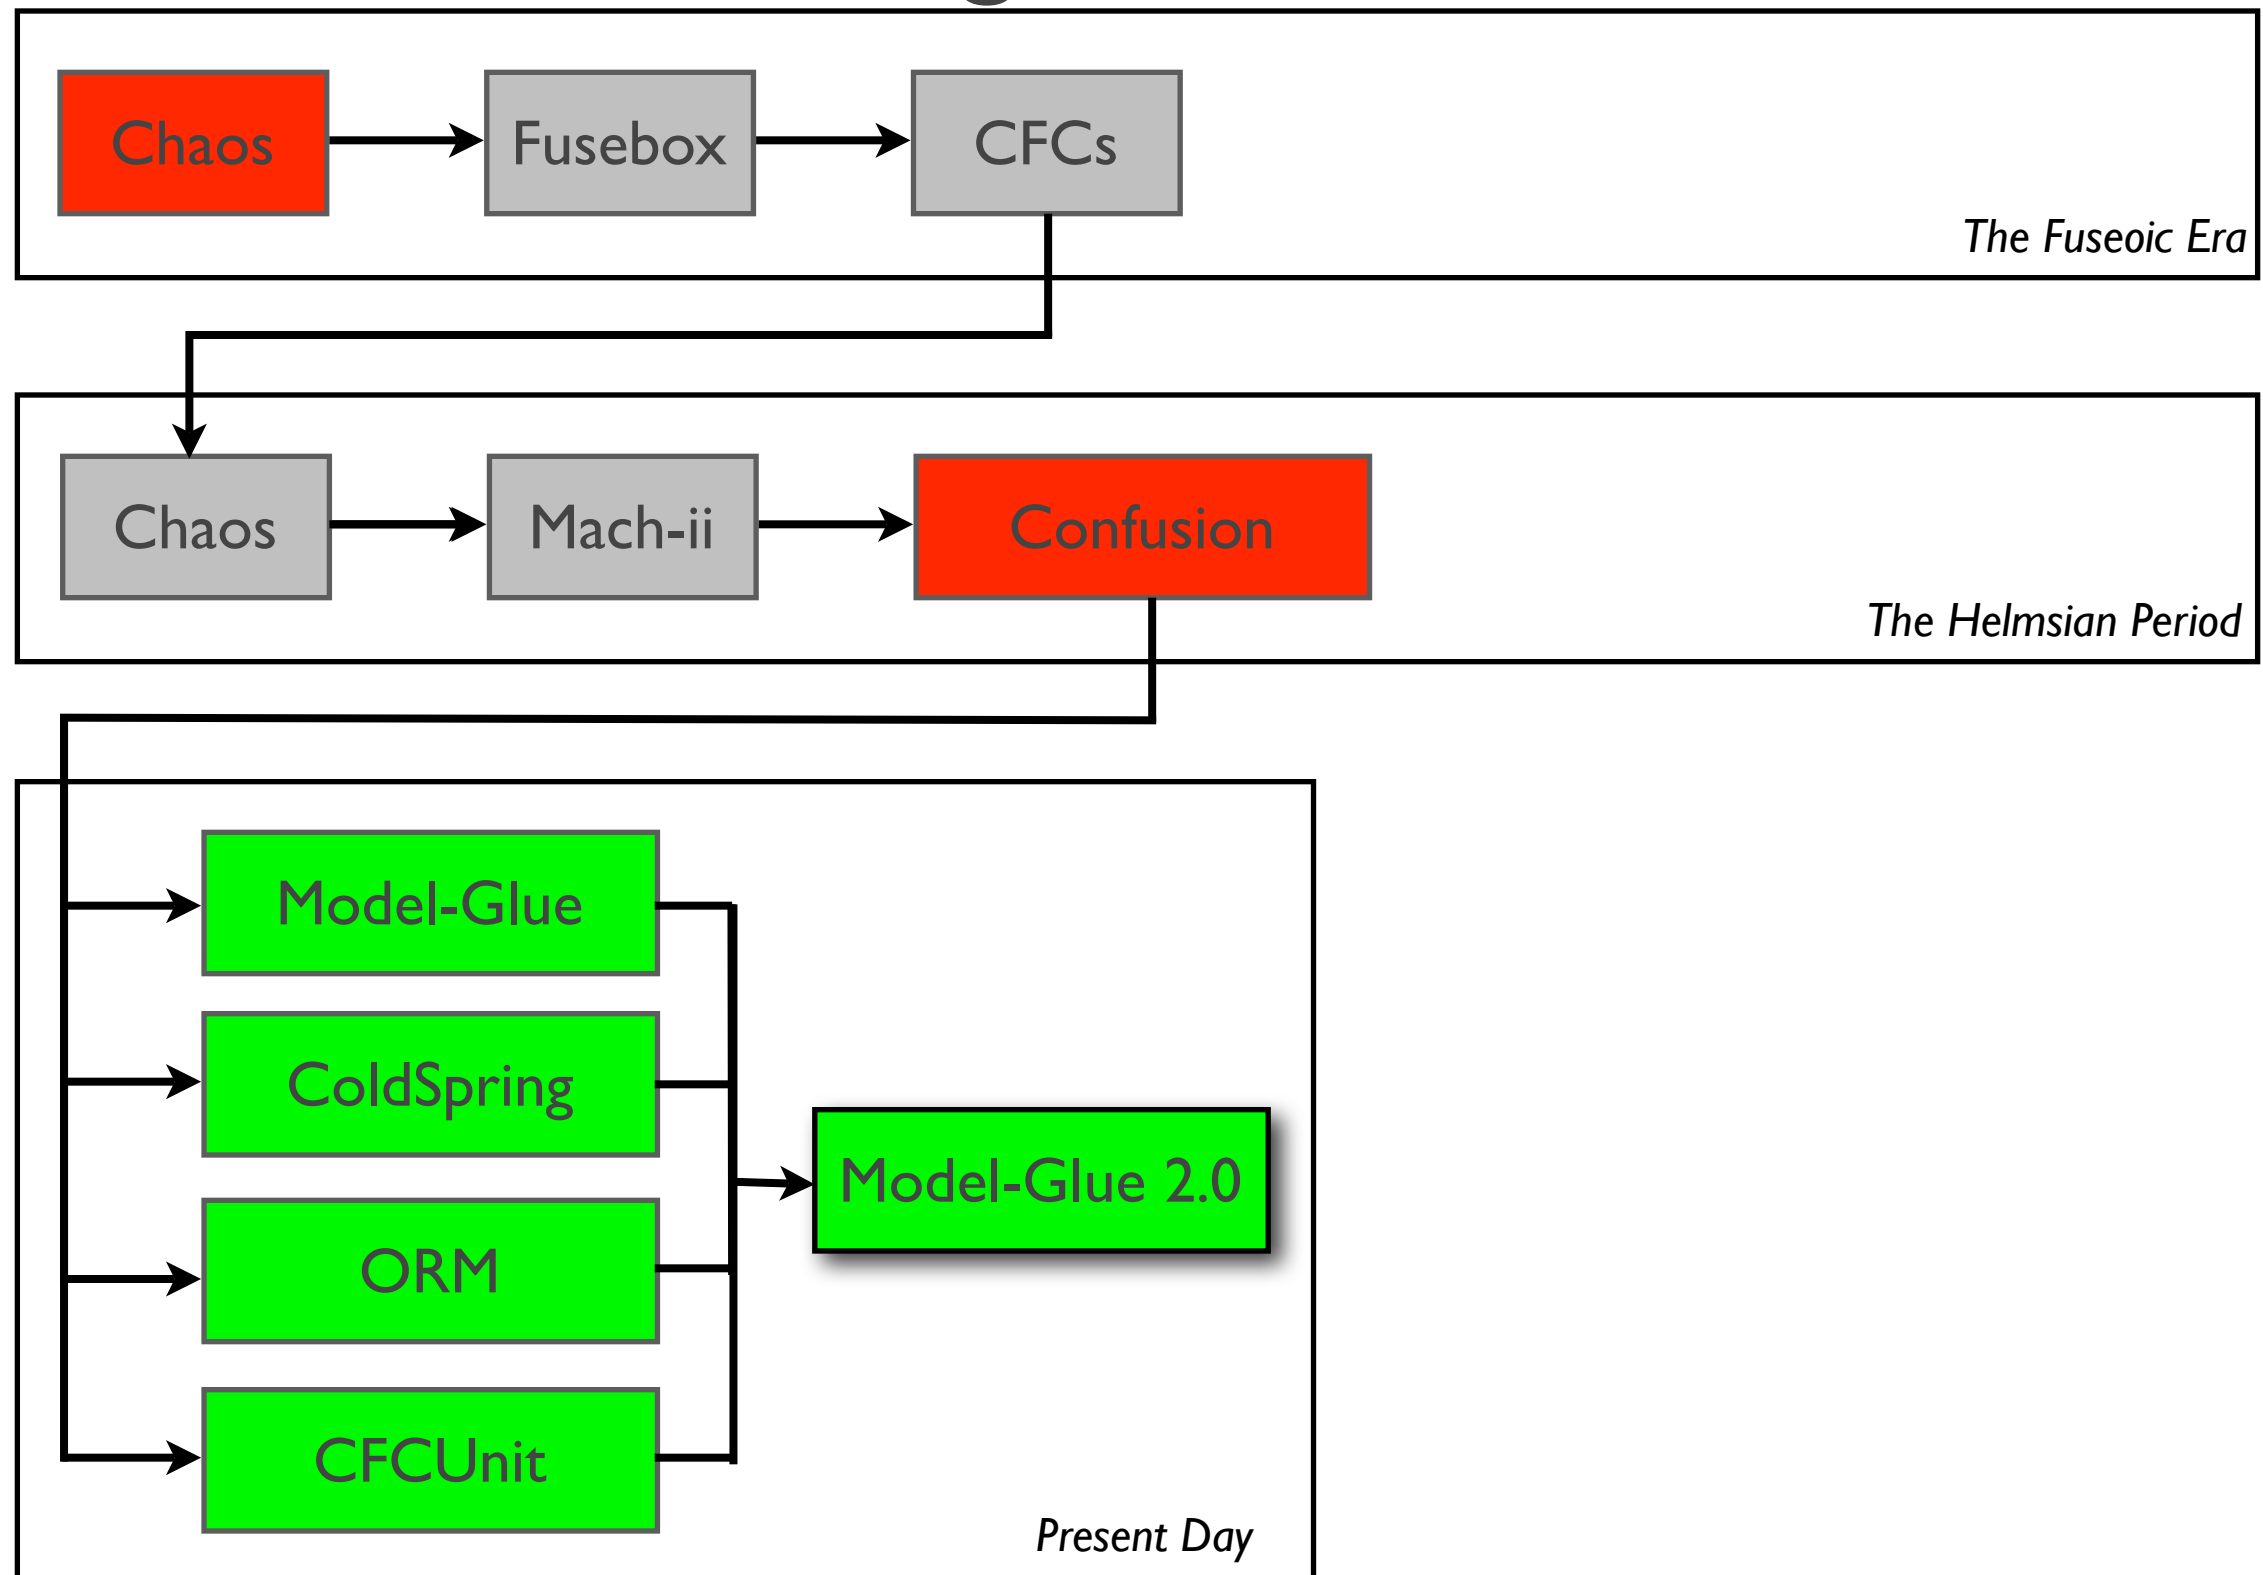 Chaos
Fusebox
CFCs
The Fuseoic Era
Chaos
Mach-ii
Confusion
The Helmsian Period
Model-Glue
ColdSpring
Model-Glue 2.0
ORM
CFCUnit
Present Day